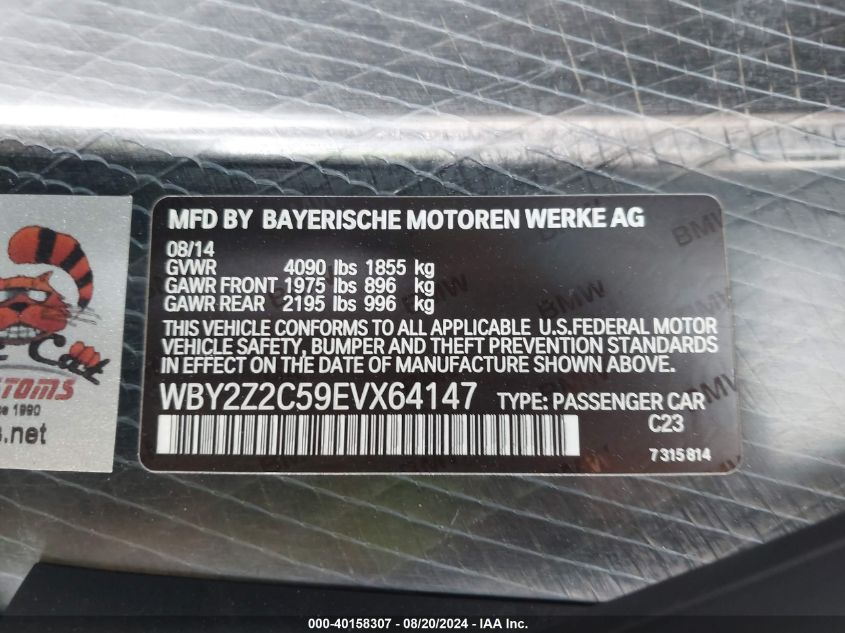 MFD BY BAYERISCHE MOTOREN WERKE AG
08/14
GVWR 4090 lbs 1855 kg
GAWR FRONT 1975 lbs 896 kg
GAWR REAR 2195 lbs 996 kg
THIS VEHICLE CONFORMS TO ALL APPLICABLE U.S.FEDERAL MOTOR
VEHICLE SAFETY, BUMPER AND THEFT PREVENTION STANDARDS
IN EFFECT ON THE DATE OF MANUFACTURE SHOWN ABOVE.
WBY2Z2C59EVX64147 TYPE: PASSENGER CAR
C23
7315814
BMW
BMW
Cat
1990
.net
000-40158307 - 08/20/2024 - IAA Inc.